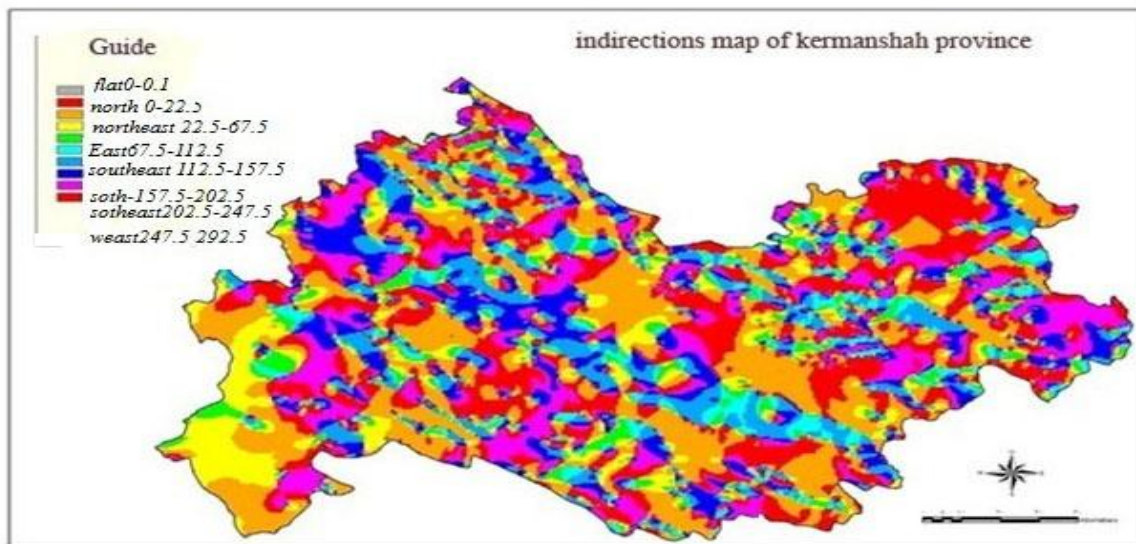 Guide
indirections map of kermanshah province
flat0-0.1
north 0-22.5
northeast 22.5-67.5
East67.5-112.5
southeast 112.5-157.5
soth-157.5-202.5
sotheast202.5-247.5
weast247.5 292.5